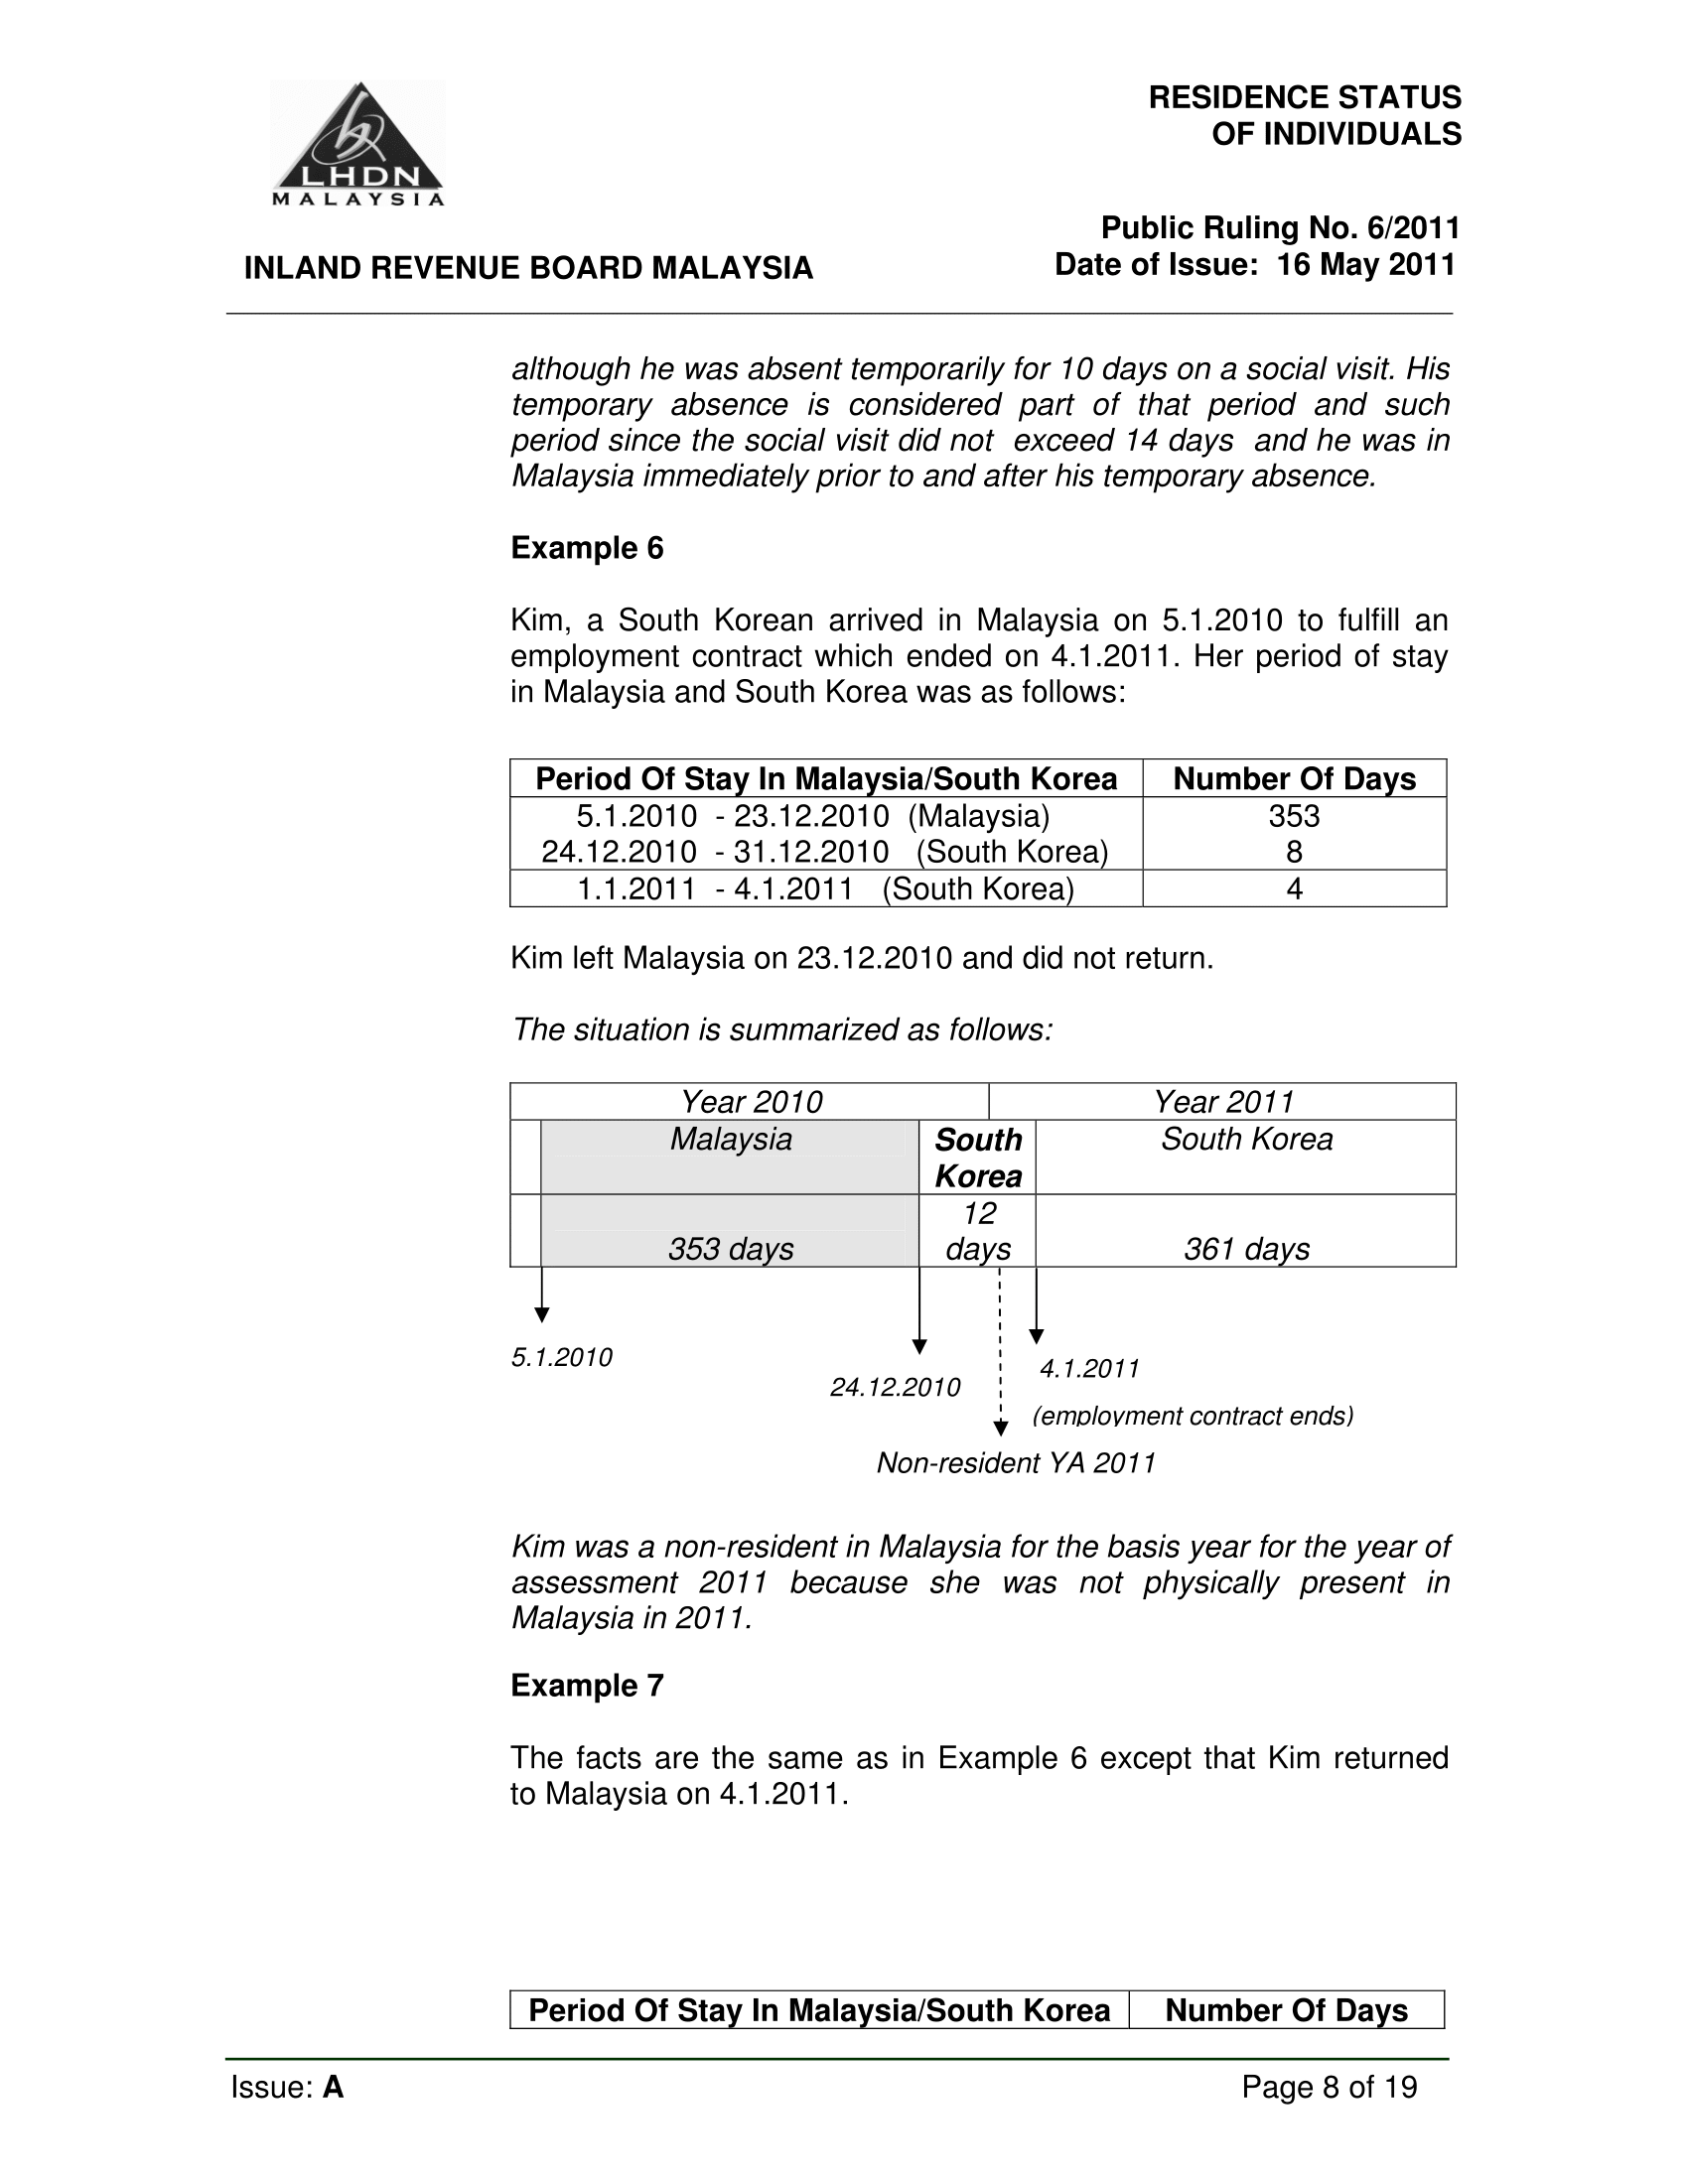 LHDN
MALAYSIA
RESIDENCE STATUS
OF INDIVIDUALS
Public Ruling No. 6/2011
INLAND REVENUE BOARD MALAYSIA
Date of Issue: 16 May 2011
although he was absent temporarily for 10 days on a social visit. His
temporary absence is considered part of that period and such
period since the social visit did not exceed 14 days and he was in
Malaysia immediately prior to and after his temporary absence.
Example 6
Kim, a South Korean arrived in Malaysia on 5.1.2010 to fulfill an
employment contract which ended on 4.1.2011. Her period of stay
in Malaysia and South Korea was as follows:
Period Of Stay In Malaysia/South Korea Number Of Days
5.1.2010 - 23.12.2010 (Malaysia) 353
24.12.2010 - 31.12.2010 (South Korea) 8
1.1.2011 - 4.1.2011 (South Korea) 4
Kim left Malaysia on 23.12.2010 and did not return.
The situation is summarized as follows:
Year 2010 Year 2011
Malaysia South South Korea
Korea
12
353 days days 361 days
5.1.2010
4.1.2011
24.12.2010
(employment contract ends)
Non-resident YA 2011
Kim was a non-resident in Malaysia for the basis year for the year of
assessment 2011 because she was not physically present in
Malaysia in 2011.
Example 7
The facts are the same as in Example 6 except that Kim returned
to Malaysia on 4.1.2011.
Period Of Stay In Malaysia/South Korea Number Of Days
Issue: A Page 8 of 19